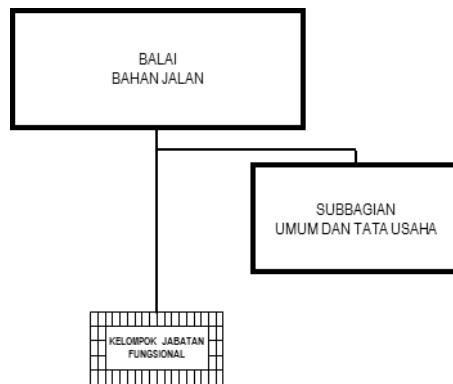 BALAI
BAHAN JALAN
SUBBAGIAN
UMUM DAN TATA USAHA
KELOMPOK JABATAN
FUNGSIONAL